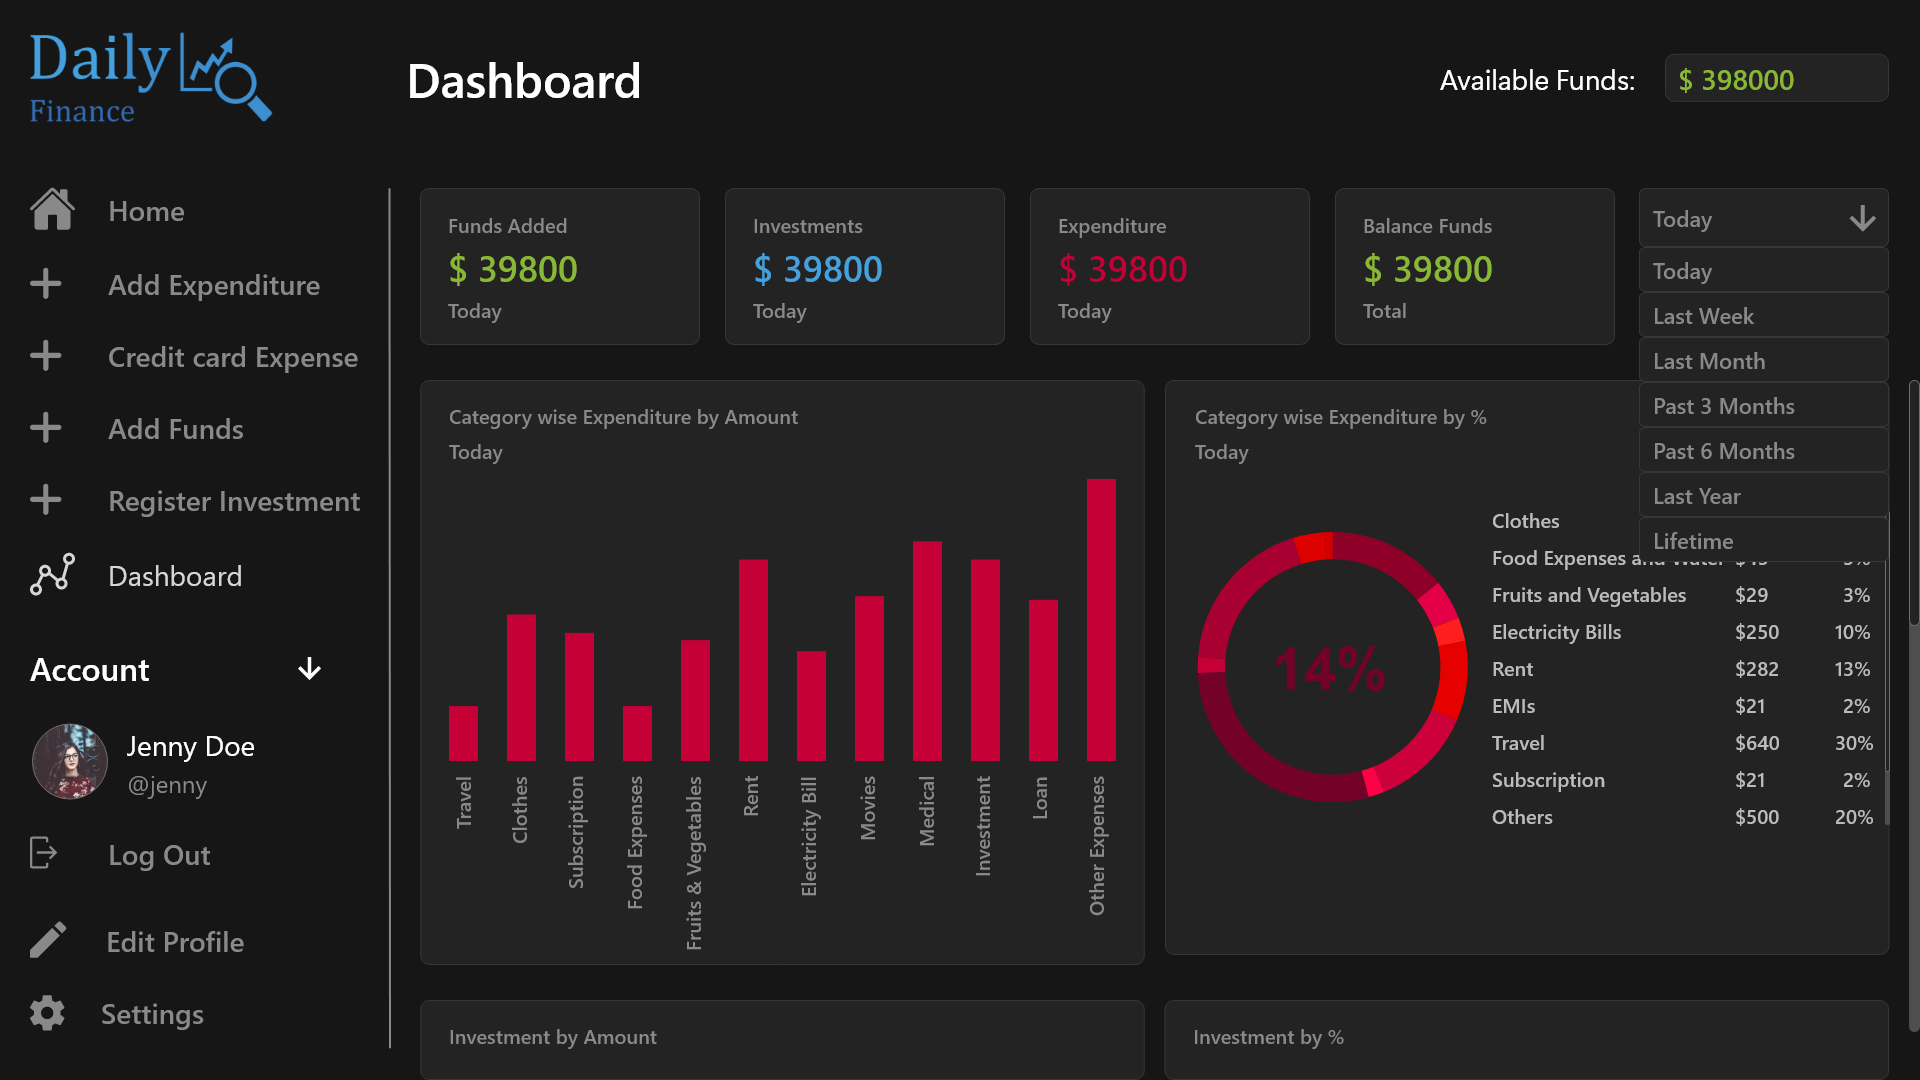 Daily
Finance
Dashboard
Available Funds:
$ 398000
Home
Add Expenditure
Credit card Expense
Add Funds
Register Investment
Dashboard
Account
Jenny Doe
@jenny
Log Out
Edit Profile
Settings
Funds Added
$ 39800
Today
Investments
$ 39800
Today
Expenditure
$ 39800
Today
Balance Funds
$ 39800
Total
Today
Today
Last Week
Last Month
Past 3 Months
Past 6 Months
Last Year
Lifetime
Category wise Expenditure by Amount
Today
Travel
Clothes
Subscription
Food Expenses
Fruits & Vegetables
Rent
Electricity Bill
Movies
Medical
Investment
Loan
Other Expenses
Category wise Expenditure by %
Today
14%
Clothes
Food Expenses and Water
Fruits and Vegetables $29 3%
Electricity Bills $250 10%
Rent $282 13%
EMIs $21 2%
Travel $640 30%
Subscription $21 2%
Others $500 20%
Investment by Amount
Investment by %